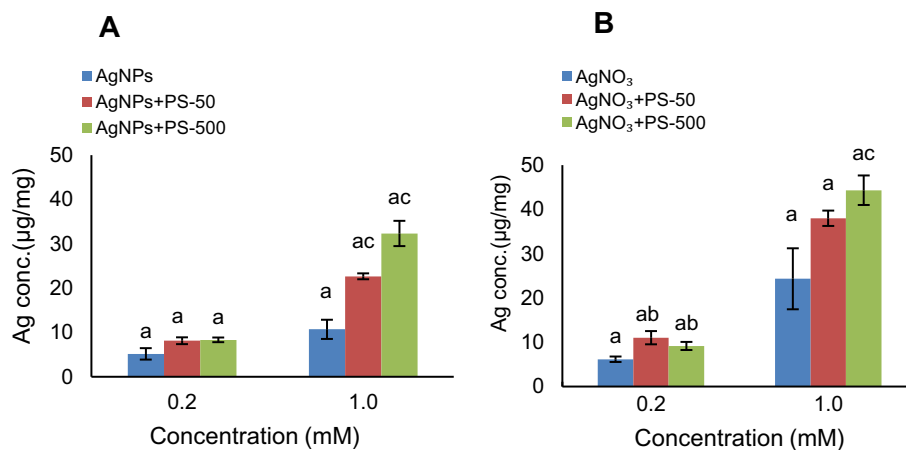 A
AgNPs
AgNPs+PS-50
AgNPs+PS-500
Ag conc.(µg/mg)
50
40
30
20
10
0
a
a
a
a
ac
ac
0.2
1.0
Concentration (mM)
B
AgNO₃
AgNO₃+PS-50
AgNO₃+PS-500
Ag conc.(µg/mg)
50
40
30
20
10
0
a
ab
ab
a
a
ac
0.2
1.0
Concentration (mM)